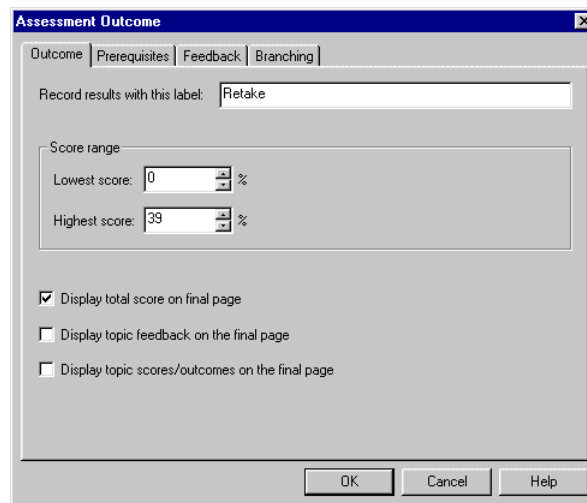 Assessment Outcome
Outcome Prerequisites Feedback Branching
Record results with this label: Retake
Score range
Lowest score: 0 %
Highest score: 39 %
Display total score on final page
Display topic feedback on the final page
Display topic scores/outcomes on the final page
OK Cancel Help